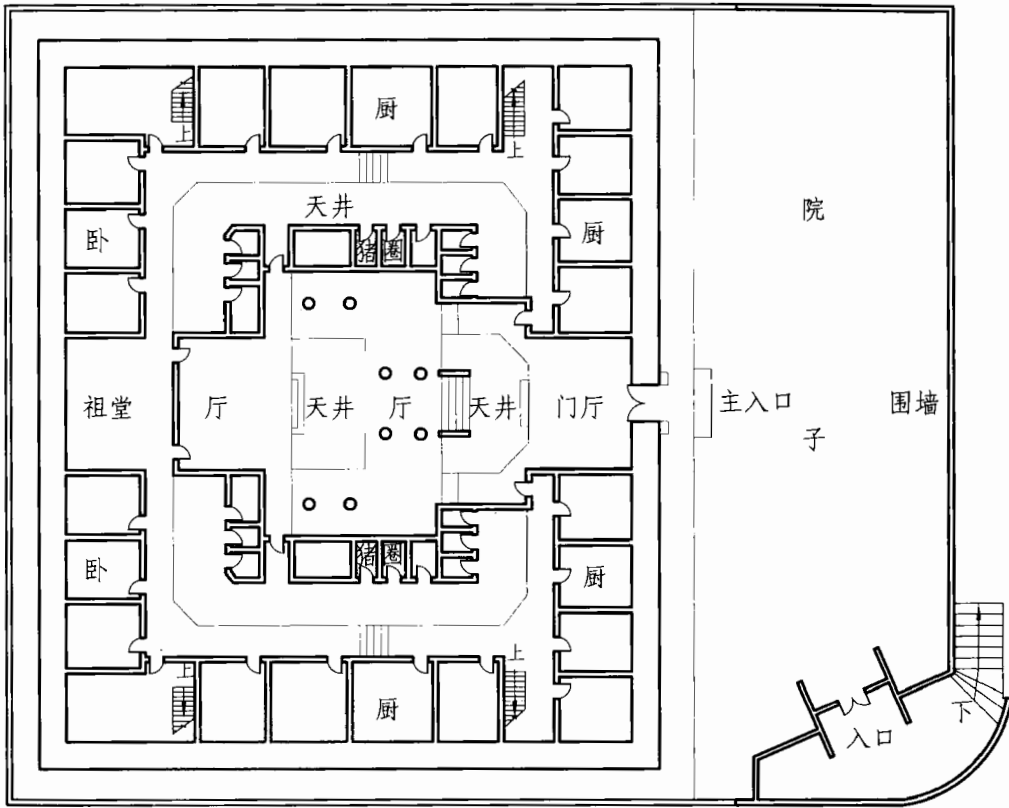 厨
上
上
天井
院
卧
厨
猪
圈
祖堂
厅
天井
厅
天井
门厅
主入口
围墙
子
猪
圈
卧
厨
上
上
厨
入口
下